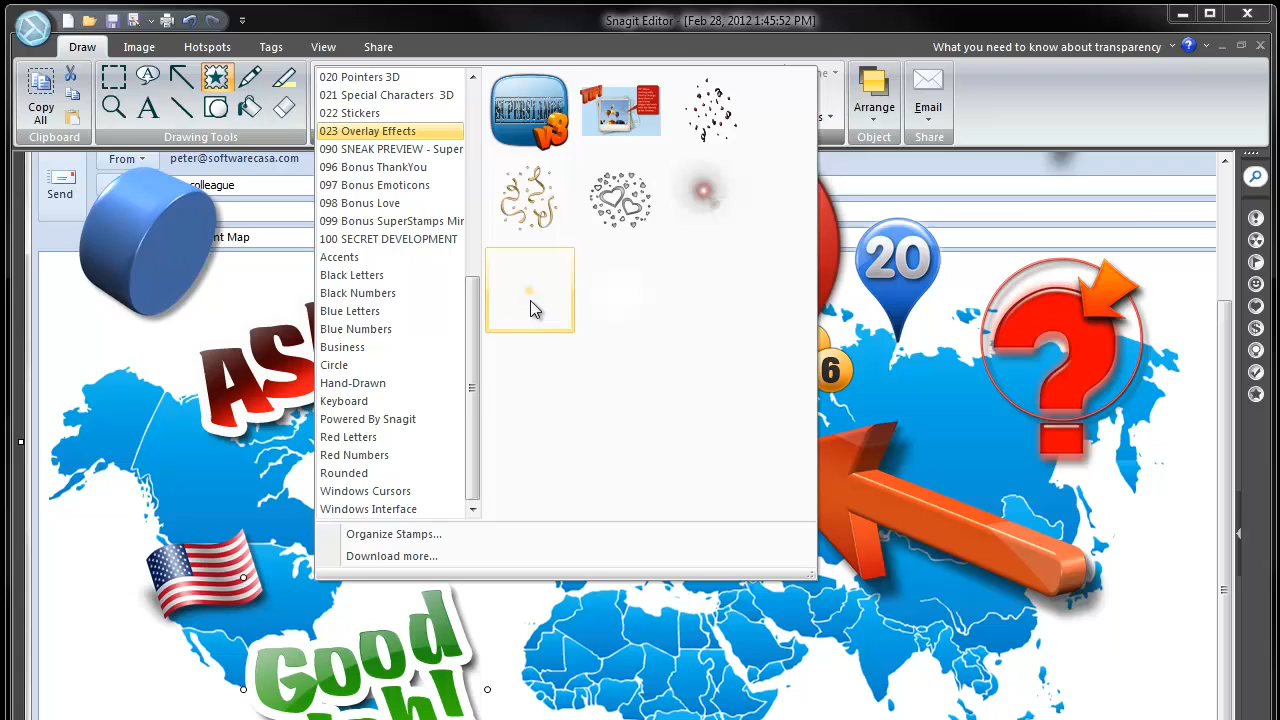 Snagit Editor - [Feb 28, 2012 1:45:52 PM]
Draw Image Hotspots Tags View Share
What you need to know about transparency
Copy All
Clipboard
Drawing Tools
Arrange
Object
Email
Share
From
peter@softwarecasa.com
Send
colleague
nt Map
020 Pointers 3D
021 Special Characters 3D
022 Stickers
023 Overlay Effects
090 SNEAK PREVIEW - Super
096 Bonus ThankYou
097 Bonus Emoticons
098 Bonus Love
099 Bonus SuperStamps Mir
100 SECRET DEVELOPMENT
Accents
Black Letters
Black Numbers
Blue Letters
Blue Numbers
Business
Circle
Hand-Drawn
Keyboard
Powered By Snagit
Red Letters
Red Numbers
Rounded
Windows Cursors
Windows Interface
Organize Stamps...
Download more...
SUPERSTAMPS
v3
TIP!
20
6
?
As
Good